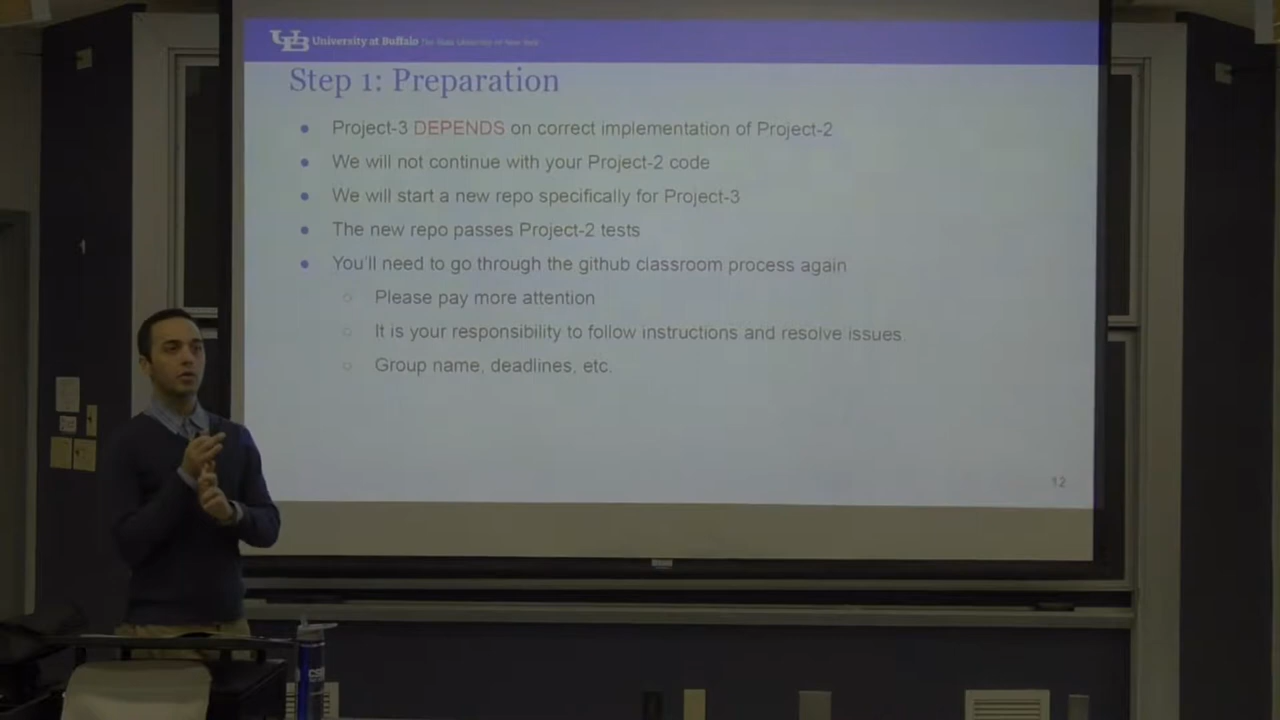 University at Buffalo The State University of New York
Step 1: Preparation
Project-3 DEPENDS on correct implementation of Project-2
We will not continue with your Project-2 code
We will start a new repo specifically for Project-3
The new repo passes Project-2 tests
You'll need to go through the github classroom process again
Please pay more attention
It is your responsibility to follow instructions and resolve issues
Group name, deadlines, etc.
12